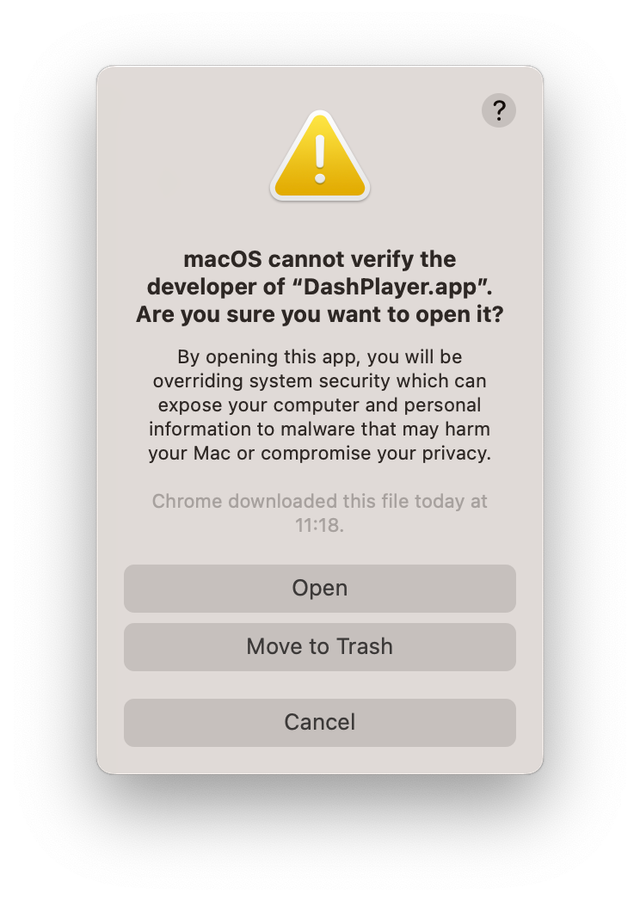 ?
macOS cannot verify the
developer of “DashPlayer.app”.
Are you sure you want to open it?
By opening this app, you will be
overriding system security which can
expose your computer and personal
information to malware that may harm
your Mac or compromise your privacy.
Chrome downloaded this file today at
11:18.
Open
Move to Trash
Cancel